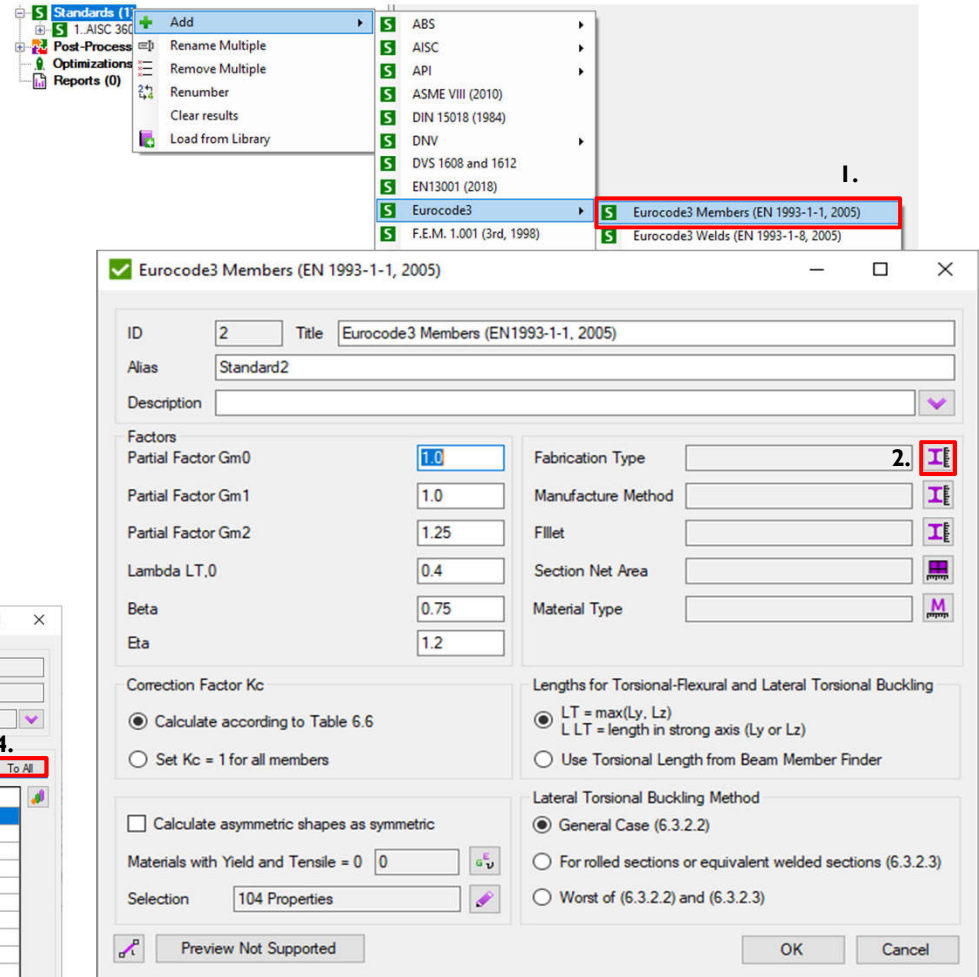 Standards (1)
1..AISC 360
Post-Process
Optimizations
Reports (0)
Add
Rename Multiple
Remove Multiple
Renumber
Clear results
Load from Library
ABS
AISC
API
ASME VIII (2010)
DIN 15018 (1984)
DNV
DVS 1608 and 1612
EN13001 (2018)
Eurocode3
F.E.M. 1.001 (3rd, 1998)
1.
Eurocode3 Members (EN 1993-1-1, 2005)
Eurocode3 Welds (EN 1993-1-8, 2005)
Eurocode3 Members (EN 1993-1-1, 2005)
ID 2 Title Eurocode3 Members (EN1993-1-1, 2005)
Alias Standard2
Description
Factors
Partial Factor Gm0 1.0
Partial Factor Gm1 1.0
Partial Factor Gm2 1.25
Lambda LT,0 0.4
Beta 0.75
Eta 1.2
Fabrication Type 2.
Manufacture Method
FIllet
Section Net Area
Material Type
Correction Factor Kc
Calculate according to Table 6.6
Set Kc = 1 for all members
Lengths for Torsional-Flexural and Lateral Torsional Buckling
LT = max(Ly, Lz)
L LT = length in strong axis (Ly or Lz)
Use Torsional Length from Beam Member Finder
Calculate asymmetric shapes as symmetric
Materials with Yield and Tensile = 0 0
Selection 104 Properties
Lateral Torsional Buckling Method
General Case (6.3.2.2)
For rolled sections or equivalent welded sections (6.3.2.3)
Worst of (6.3.2.2) and (6.3.2.3)
Preview Not Supported
OK
Cancel
4.
To All